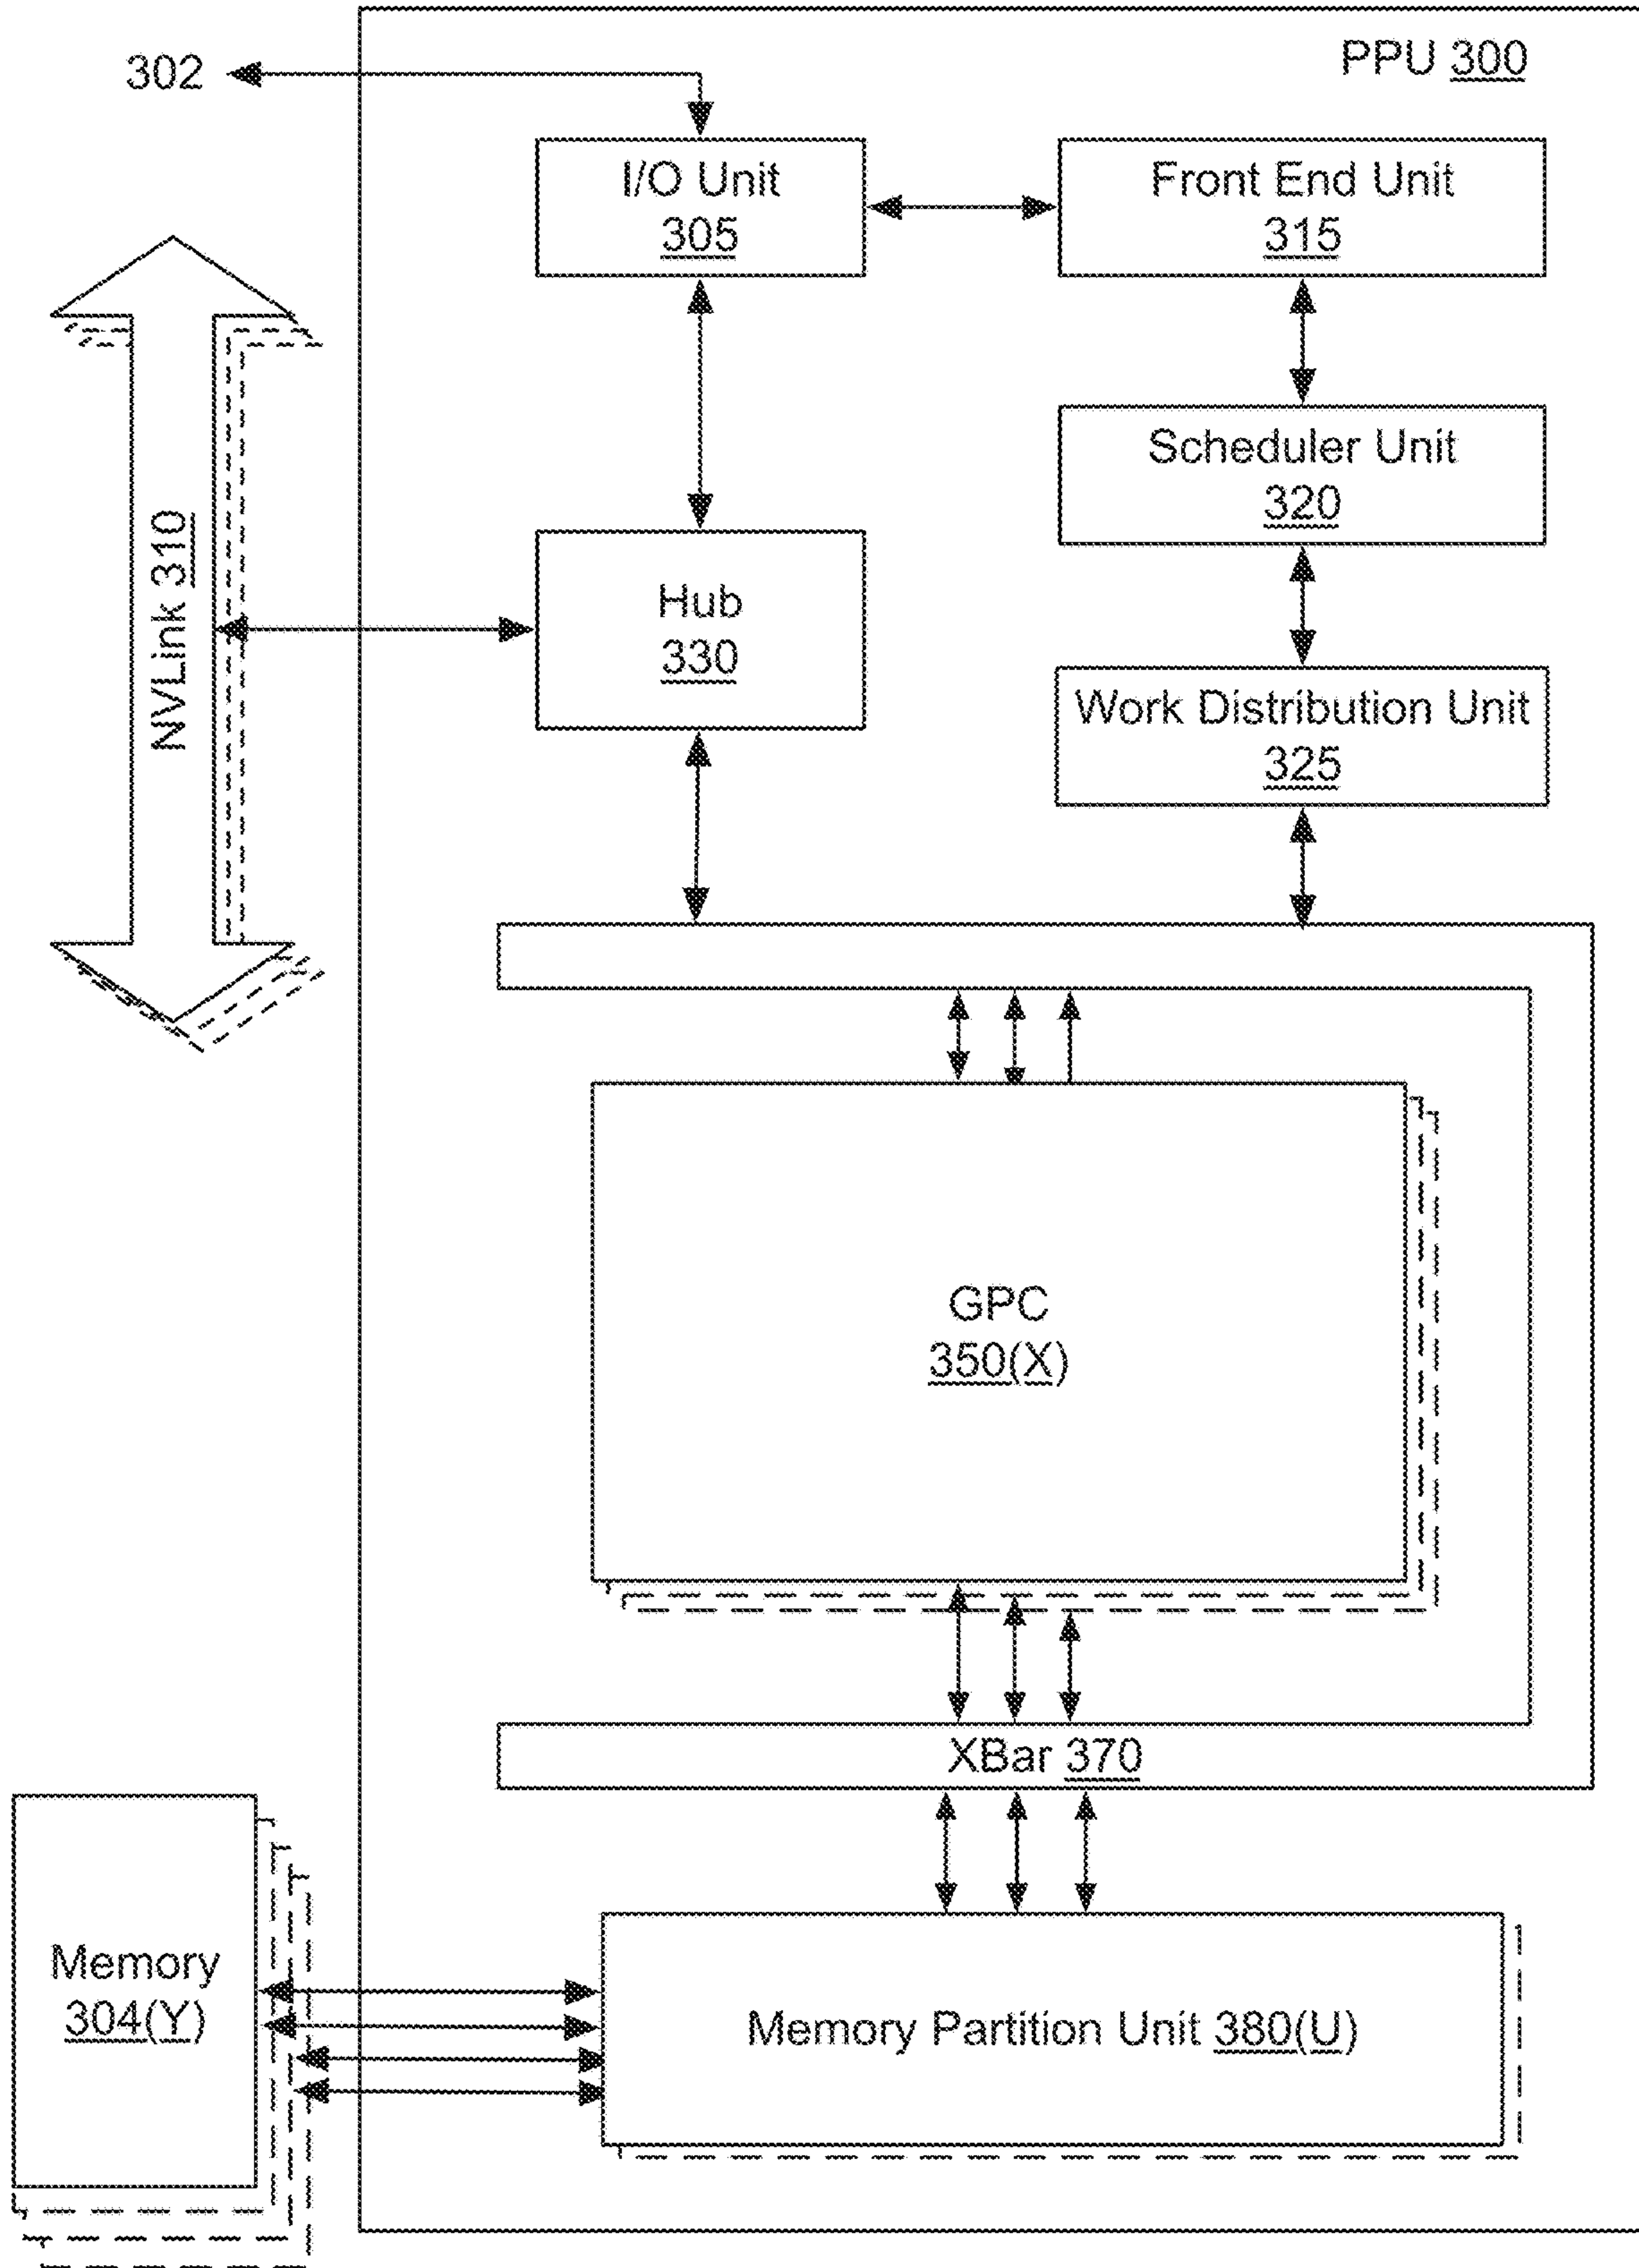 PPU 300
302
I/O Unit
305
Front End Unit
315
Scheduler Unit
320
NVLink 310
Hub
330
Work Distribution Unit
325
GPC
350(X)
XBar 370
Memory
304(Y)
Memory Partition Unit 380(U)